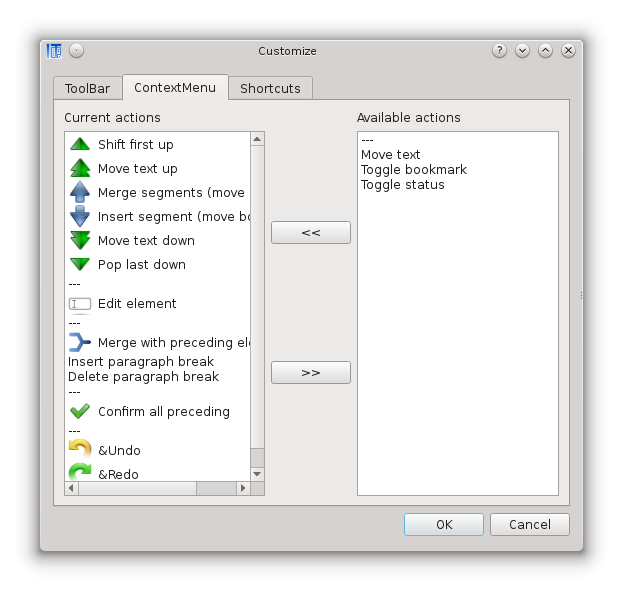 Customize
ToolBar ContextMenu Shortcuts
Current actions
Shift first up
Move text up
Merge segments (move
Insert segment (move
Move text down
Pop last down
---
Edit element
---
Merge with preceding
Insert paragraph break
Delete paragraph break
---
Confirm all preceding
---
&Undo
&Redo
<<
>>
Available actions
---
Move text
Toggle bookmark
Toggle status
OK Cancel